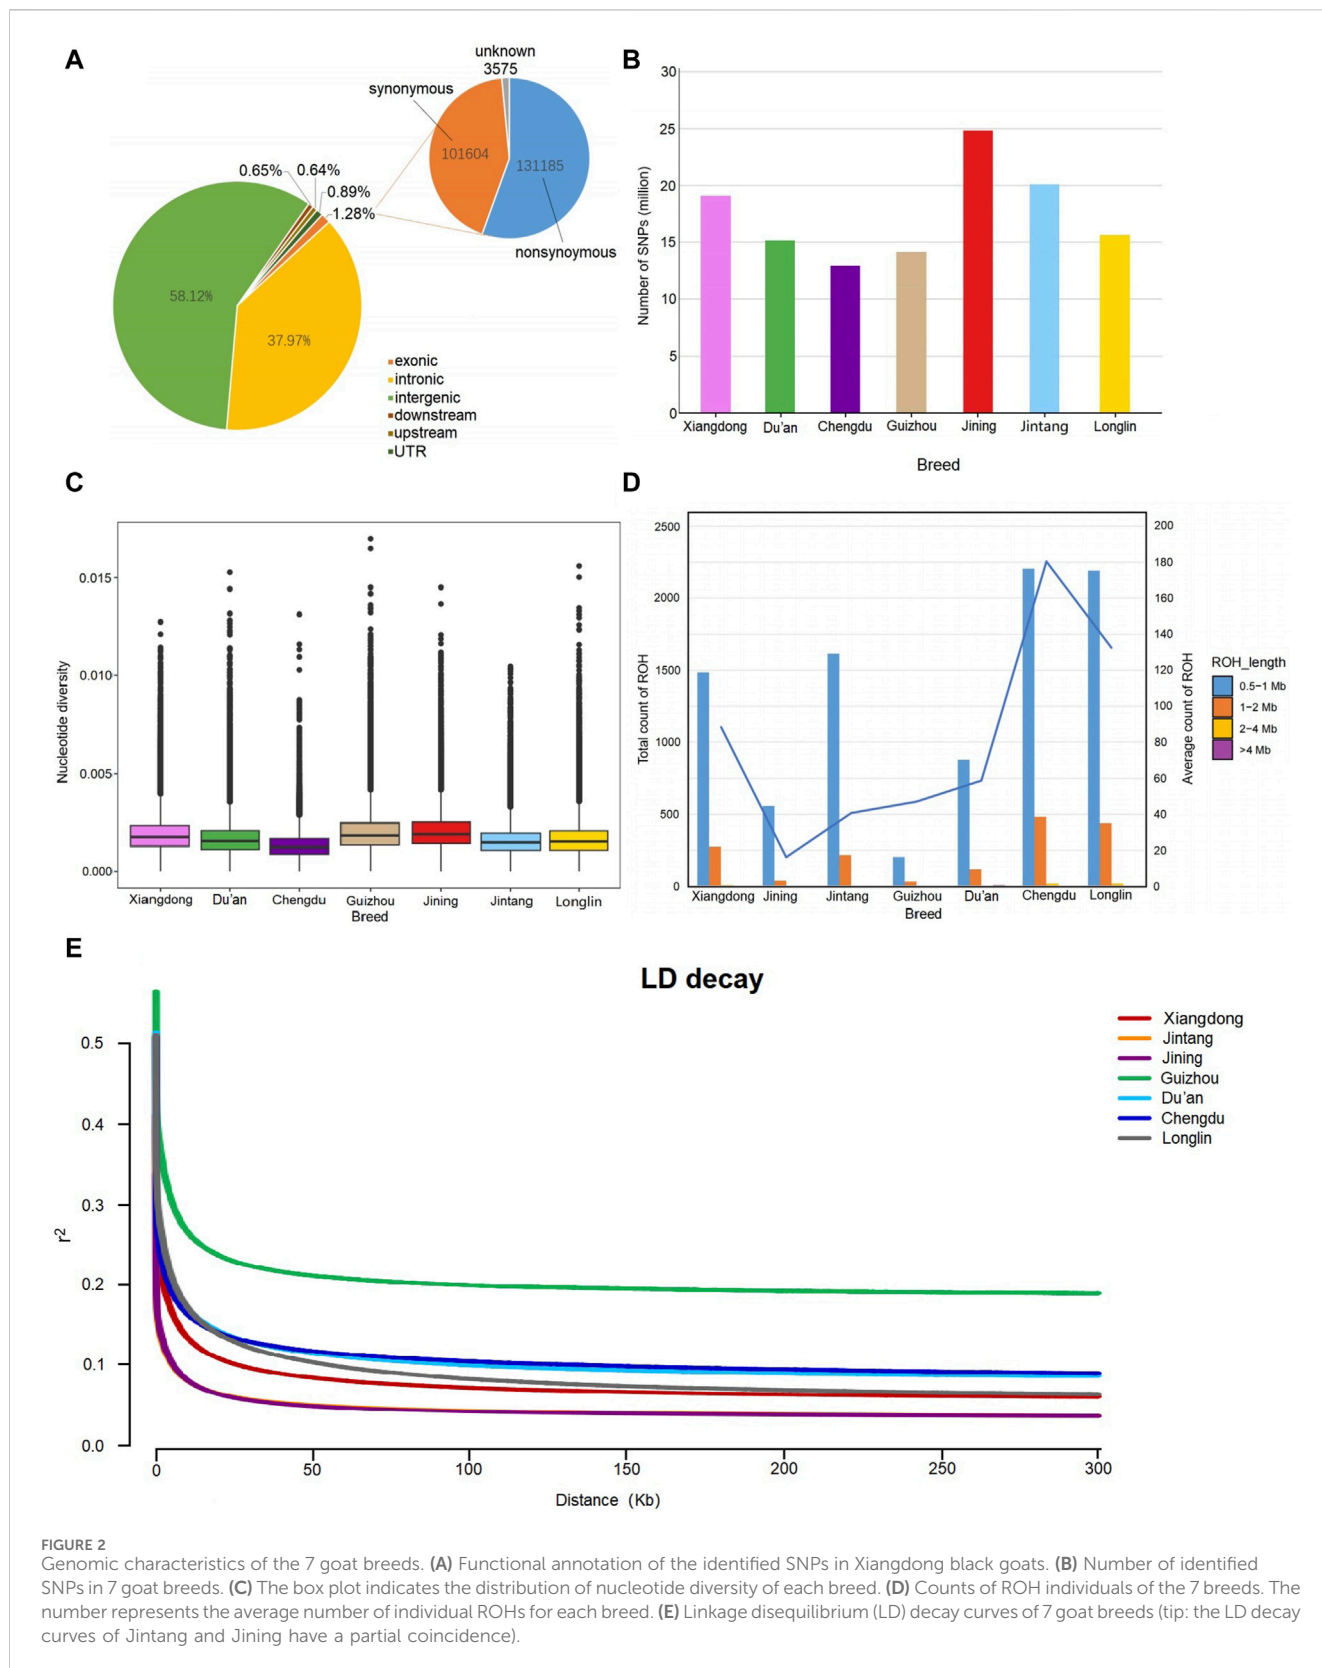 A
unknown
3575
synonymous
101604
131185
nonsynoymous
0.65%
0.64%
0.89%
1.28%
58.12%
37.97%
exonic
intronic
intergenic
downstream
upstream
UTR
B
Number of SNPs (million)
30
25
20
15
10
5
0
Xiangdong Du'an Chengdu Guizhou Jining Jintang Longlin
Breed
C
Nucleotide diversity
0.015
0.010
0.005
0.000
Xiangdong Du'an Chengdu Guizhou Jining Jintang Longlin
Breed
D
Total count of ROH
2500
2000
1500
1000
500
0
200
180
160
140
120
100
80
60
40
20
0
Average count of ROH
Xiangdong Jining Jintang Guizhou Du'an Chengdu Longlin
Breed
ROH_length
0.5−1 Mb
1−2 Mb
2−4 Mb
>4 Mb
E
LD decay
r²
0.5
0.4
0.3
0.2
0.1
0.0
0 50 100 150 200 250 300
Distance (Kb)
Xiangdong
Jintang
Jining
Guizhou
Du'an
Chengdu
Longlin
FIGURE 2
Genomic characteristics of the 7 goat breeds. (A) Functional annotation of the identified SNPs in Xiangdong black goats. (B) Number of identified
SNPs in 7 goat breeds. (C) The box plot indicates the distribution of nucleotide diversity of each breed. (D) Counts of ROH individuals of the 7 breeds. The
number represents the average number of individual ROHs for each breed. (E) Linkage disequilibrium (LD) decay curves of 7 goat breeds (tip: the LD decay
curves of Jintang and Jining have a partial coincidence).